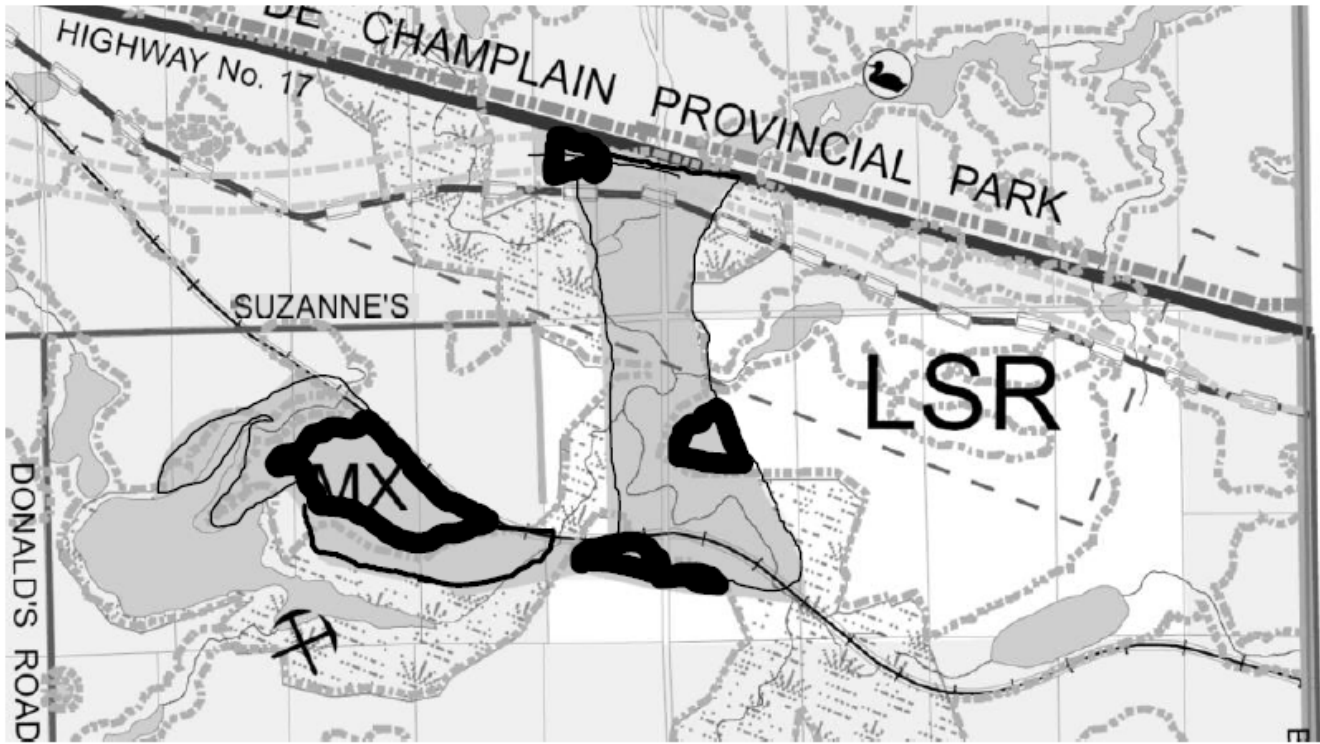 DE CHAMPLAIN PROVINCIAL PARK
HIGHWAY No. 17
SUZANNE'S
LSR
MX
DONALD'S ROAD